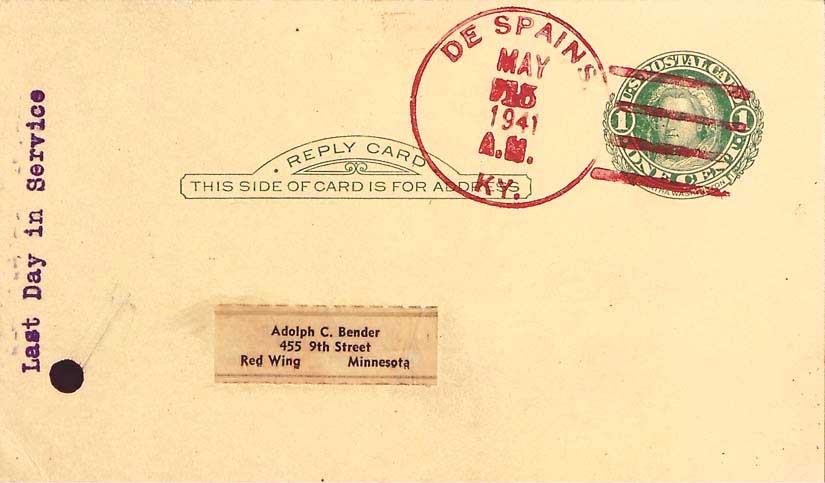 Last Day in Service
DE SPAINS
MAY
1941
A.M.
KY.
U.S. POSTAL CARD
1 1
ONE CENT
REPLY CARD
THIS SIDE OF CARD IS FOR ADDRESS
Adolph C. Bender
455 9th Street
Red Wing Minnesota